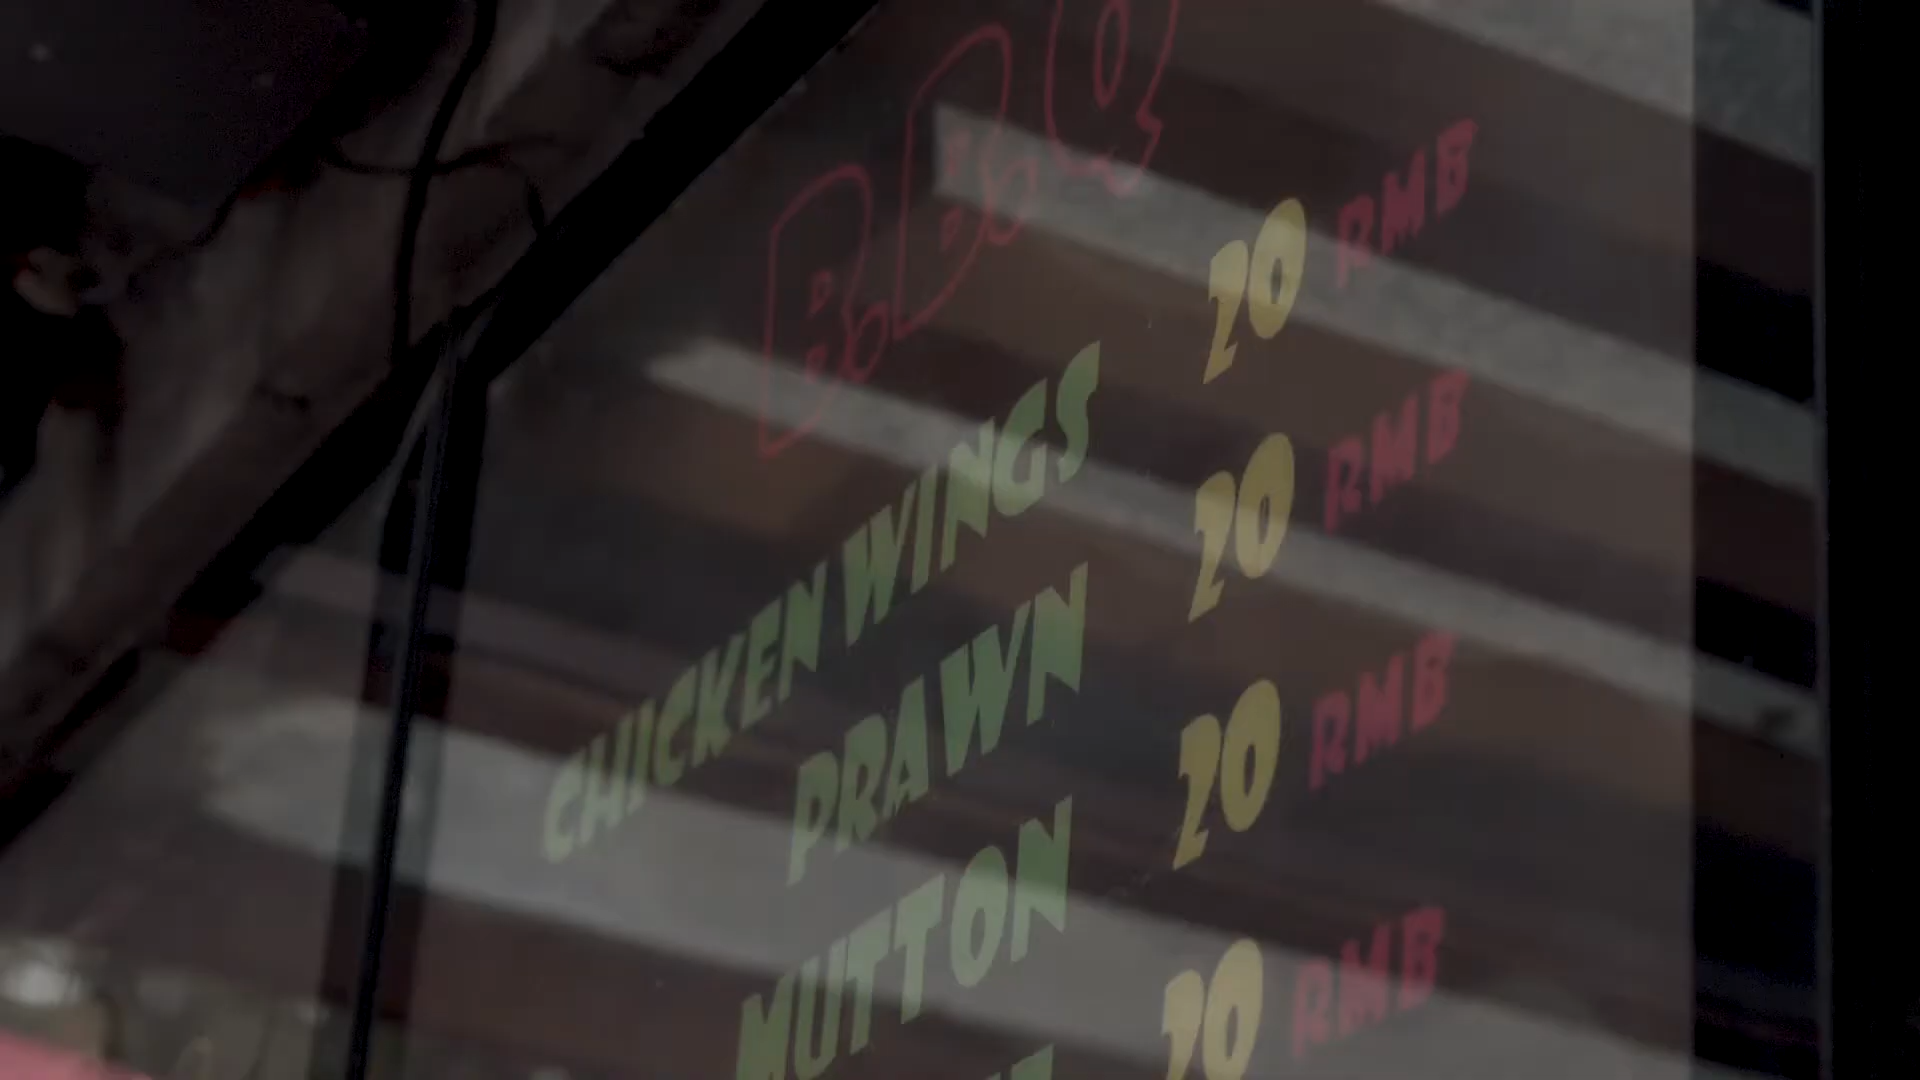 BBQ
CHICKEN WINGS 20 RMB
PRAWN 20 RMB
MUTTON 20 RMB
20 RMB